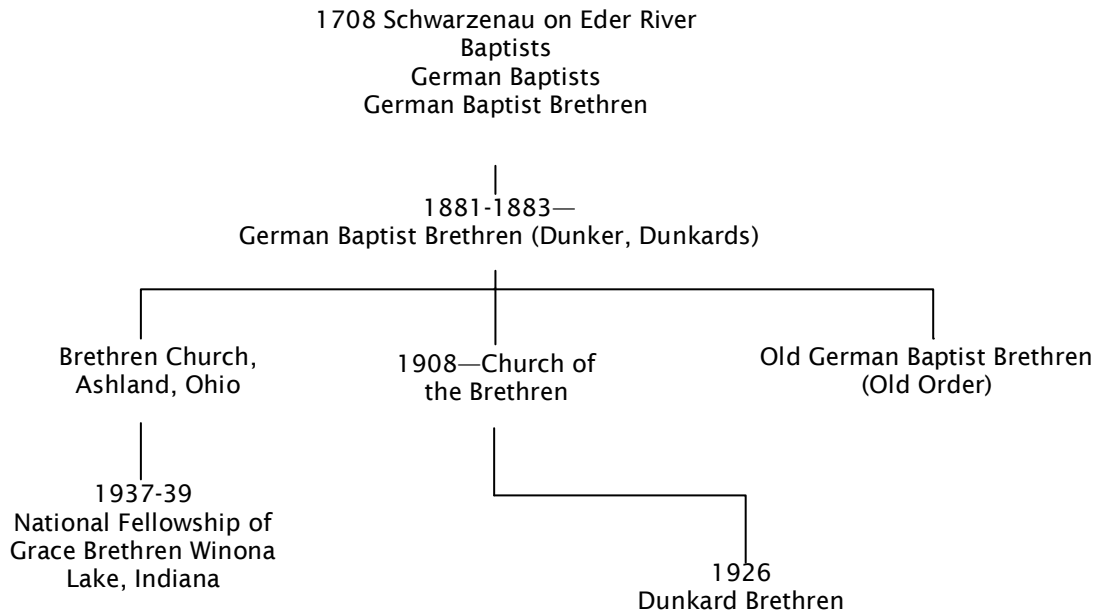 1708 Schwarzenau on Eder River
Baptists
German Baptists
German Baptist Brethren
1881-1883—
German Baptist Brethren (Dunker, Dunkards)
Brethren Church,
Ashland, Ohio
1908—Church of
the Brethren
Old German Baptist Brethren
(Old Order)
1937-39
National Fellowship of
Grace Brethren Winona
Lake, Indiana
1926
Dunkard Brethren